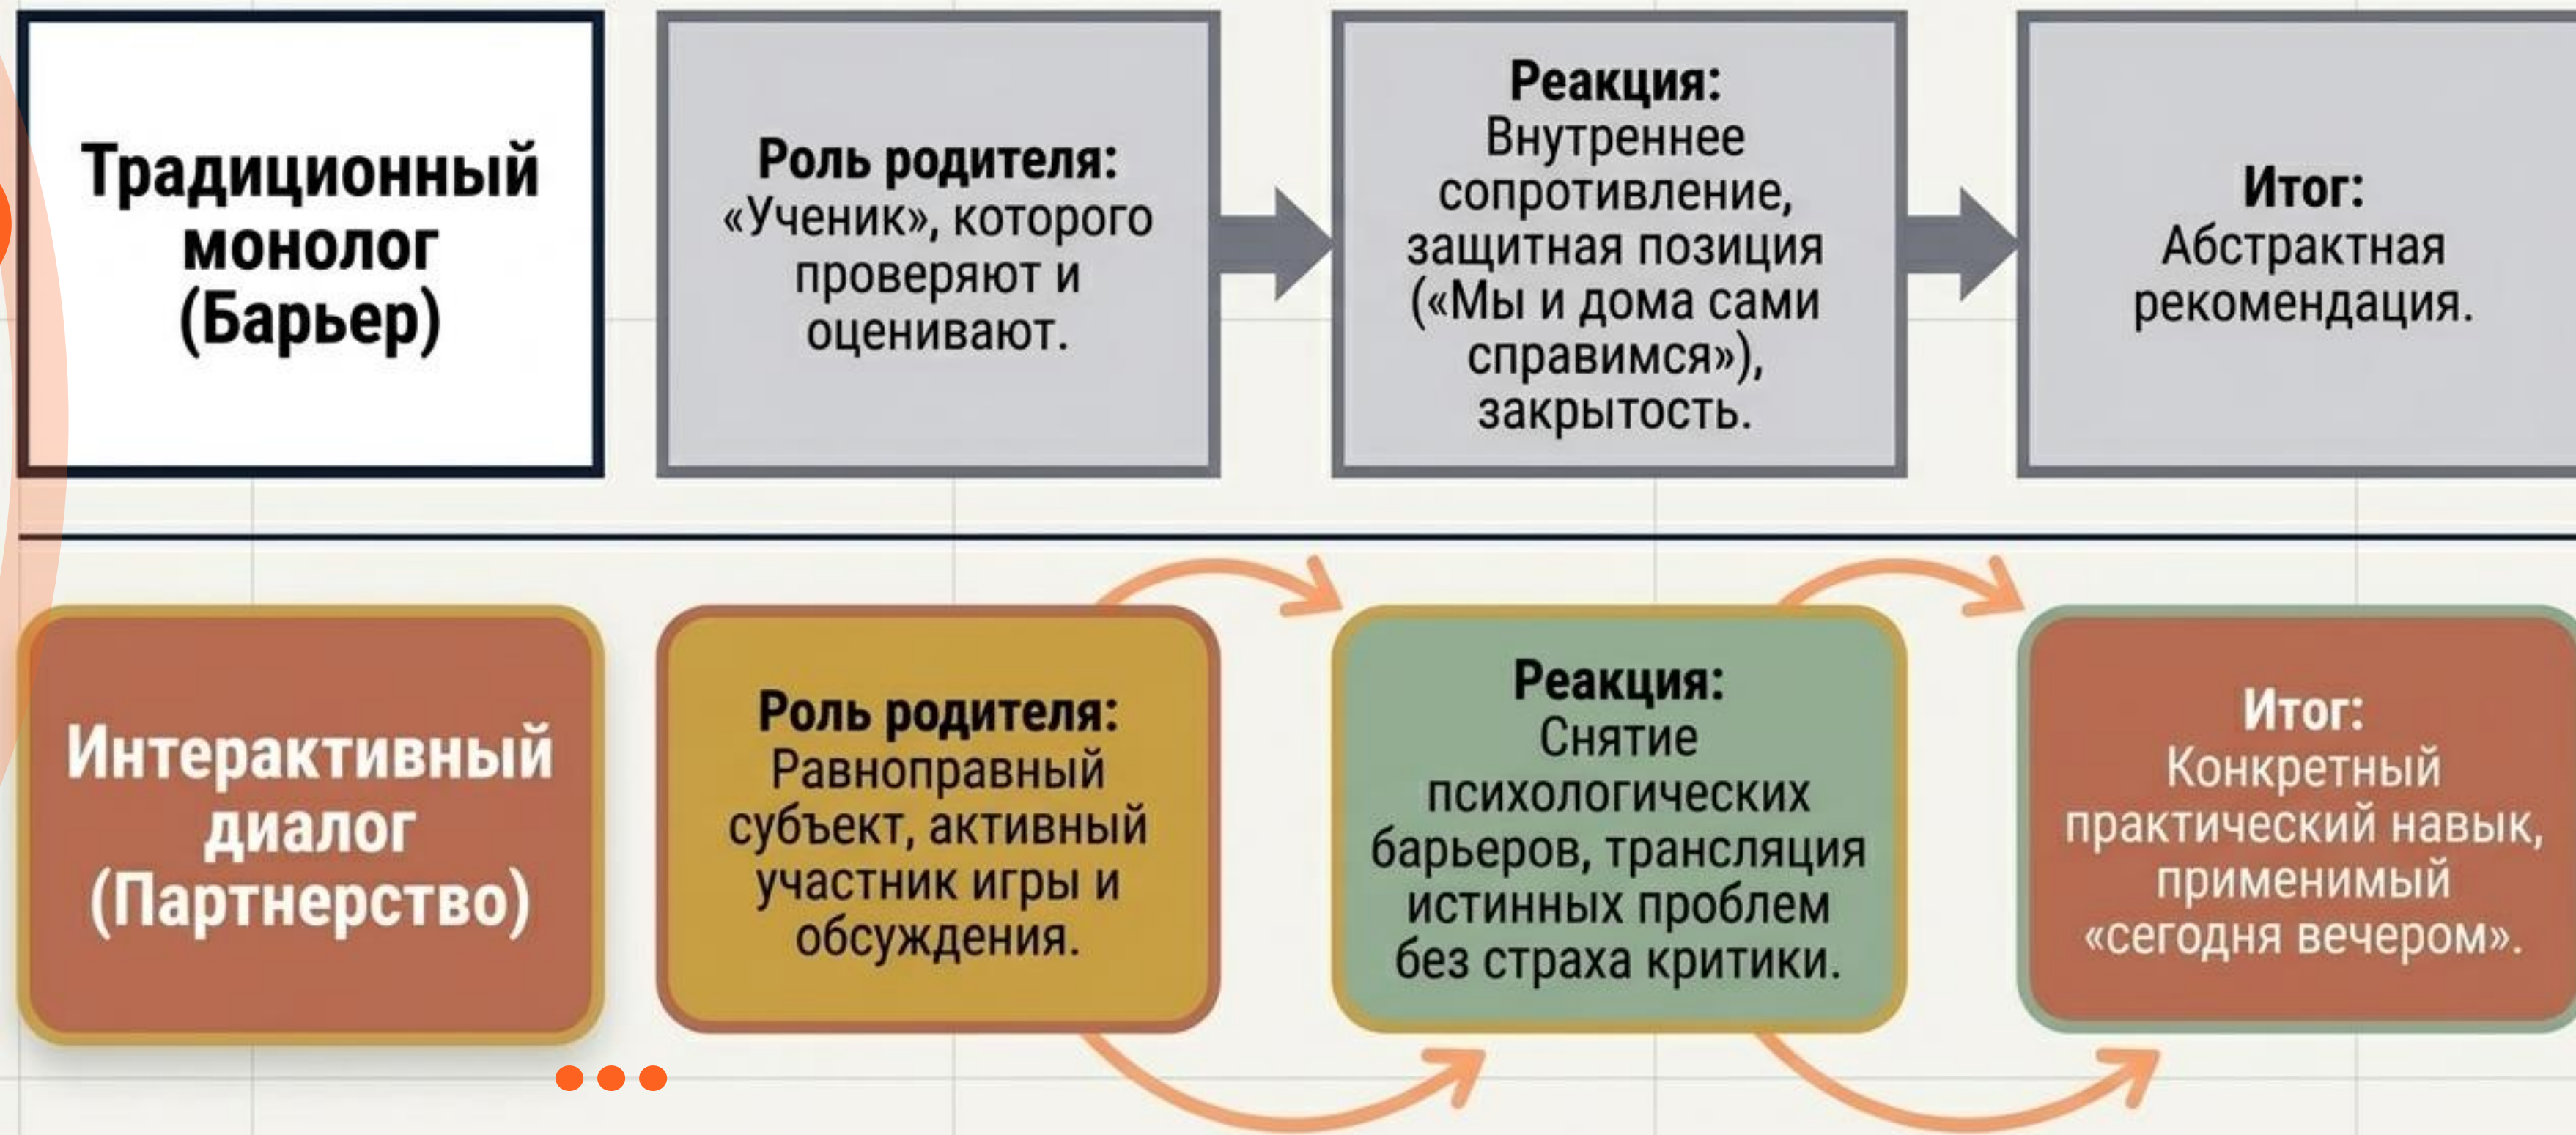 Традиционный
монолог
(Барьер)
Роль родителя:
«Ученик», которого
проверяют и
оценивают.
Реакция:
Внутреннее
сопротивление,
защитная позиция
(«Мы и дома сами
справимся»),
закрытость.
Итог:
Абстрактная
рекомендация.
Интерактивный
диалог
(Партнерство)
Роль родителя:
Равноправный
субъект, активный
участник игры и
обсуждения.
Реакция:
Снятие
психологических
барьеров, трансляция
истинных проблем
без страха критики.
Итог:
Конкретный
практический навык,
применимый
«сегодня вечером».